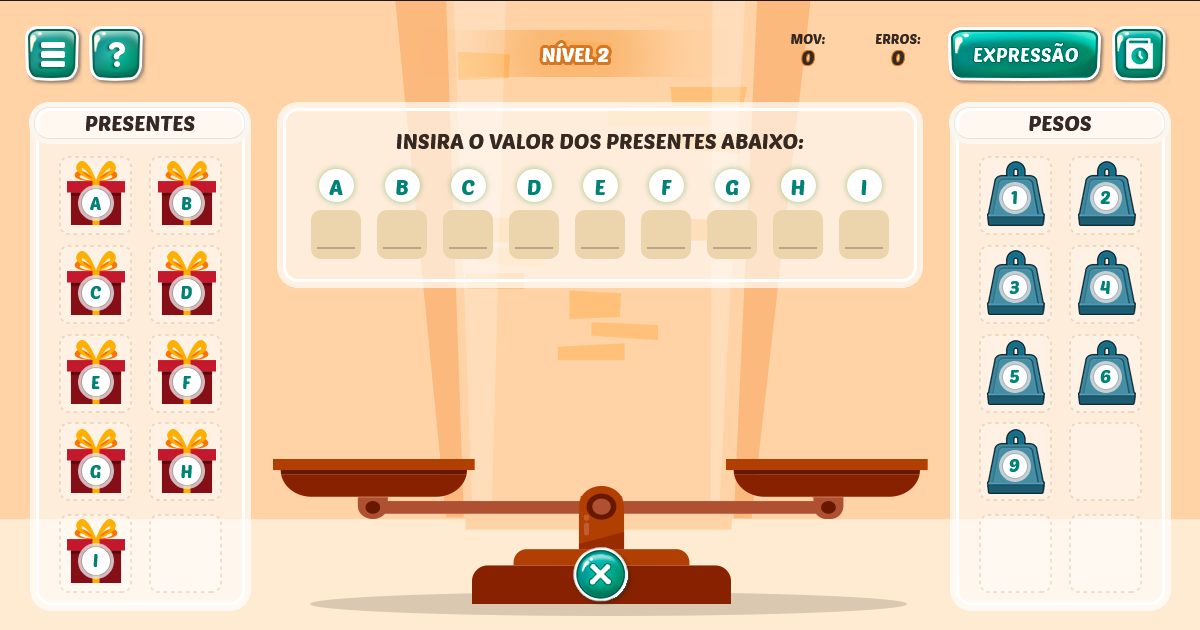 ?
NÍVEL 2
MOV:
0
ERROS:
0
EXPRESSÃO
PRESENTES
A B
C D
E F
G H
I
INSIRA O VALOR DOS PRESENTES ABAIXO:
A B C D E F G H I
PESOS
1 2
3 4
5 6
9